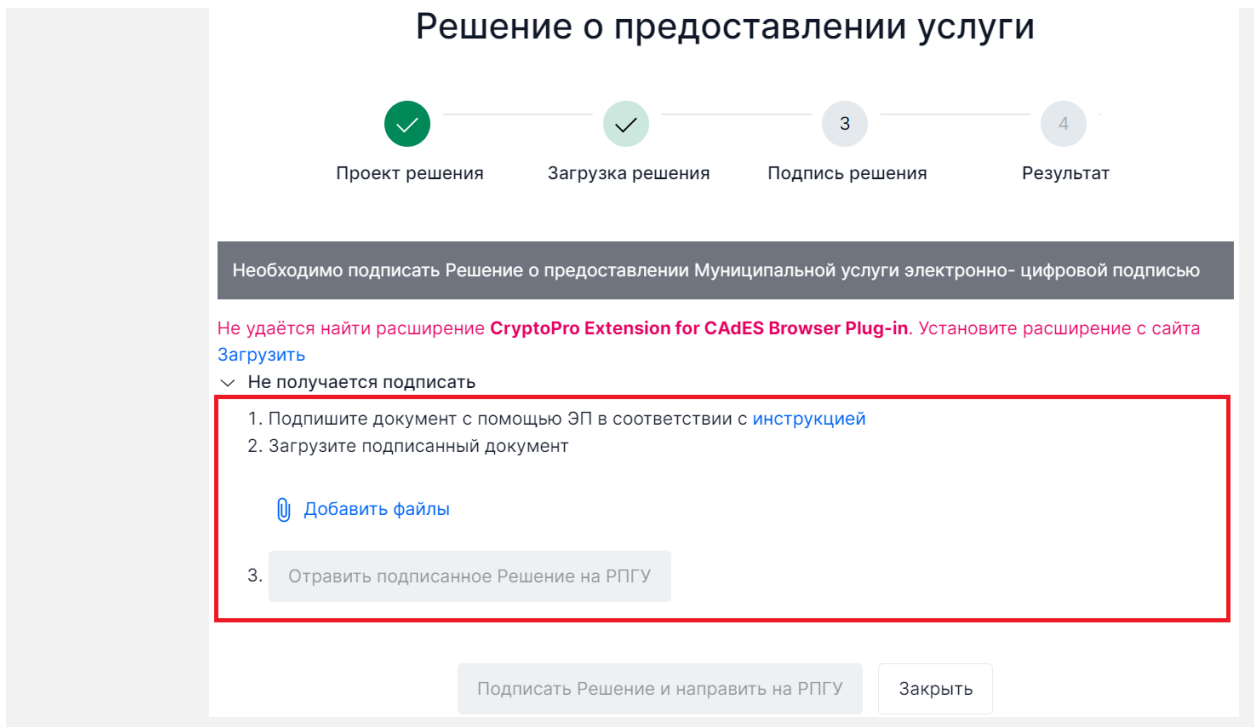 Решение о предоставлении услуги
3
4
Проект решения
Загрузка решения
Подпись решения
Результат
Необходимо подписать Решение о предоставлении Муниципальной услуги электронно- цифровой подписью
Не удаётся найти расширение CryptoPro Extension for CAdES Browser Plug-in. Установите расширение с сайта
Загрузить
Не получается подписать
1. Подпишите документ с помощью ЭП в соответствии с инструкцией
2. Загрузите подписанный документ
Добавить файлы
3. Отравить подписанное Решение на РПГУ
Подписать Решение и направить на РПГУ
Закрыть